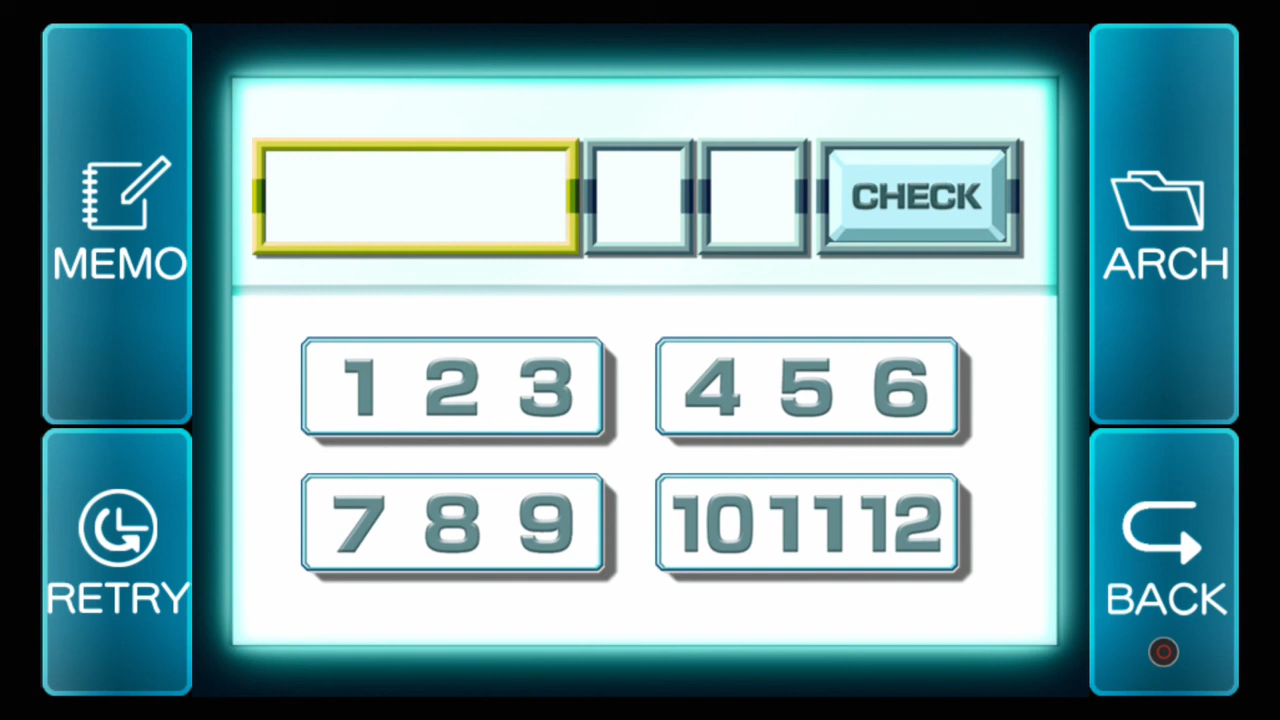 MEMO
CHECK
ARCH
1 2 3
4 5 6
7 8 9
10 11 12
RETRY
BACK